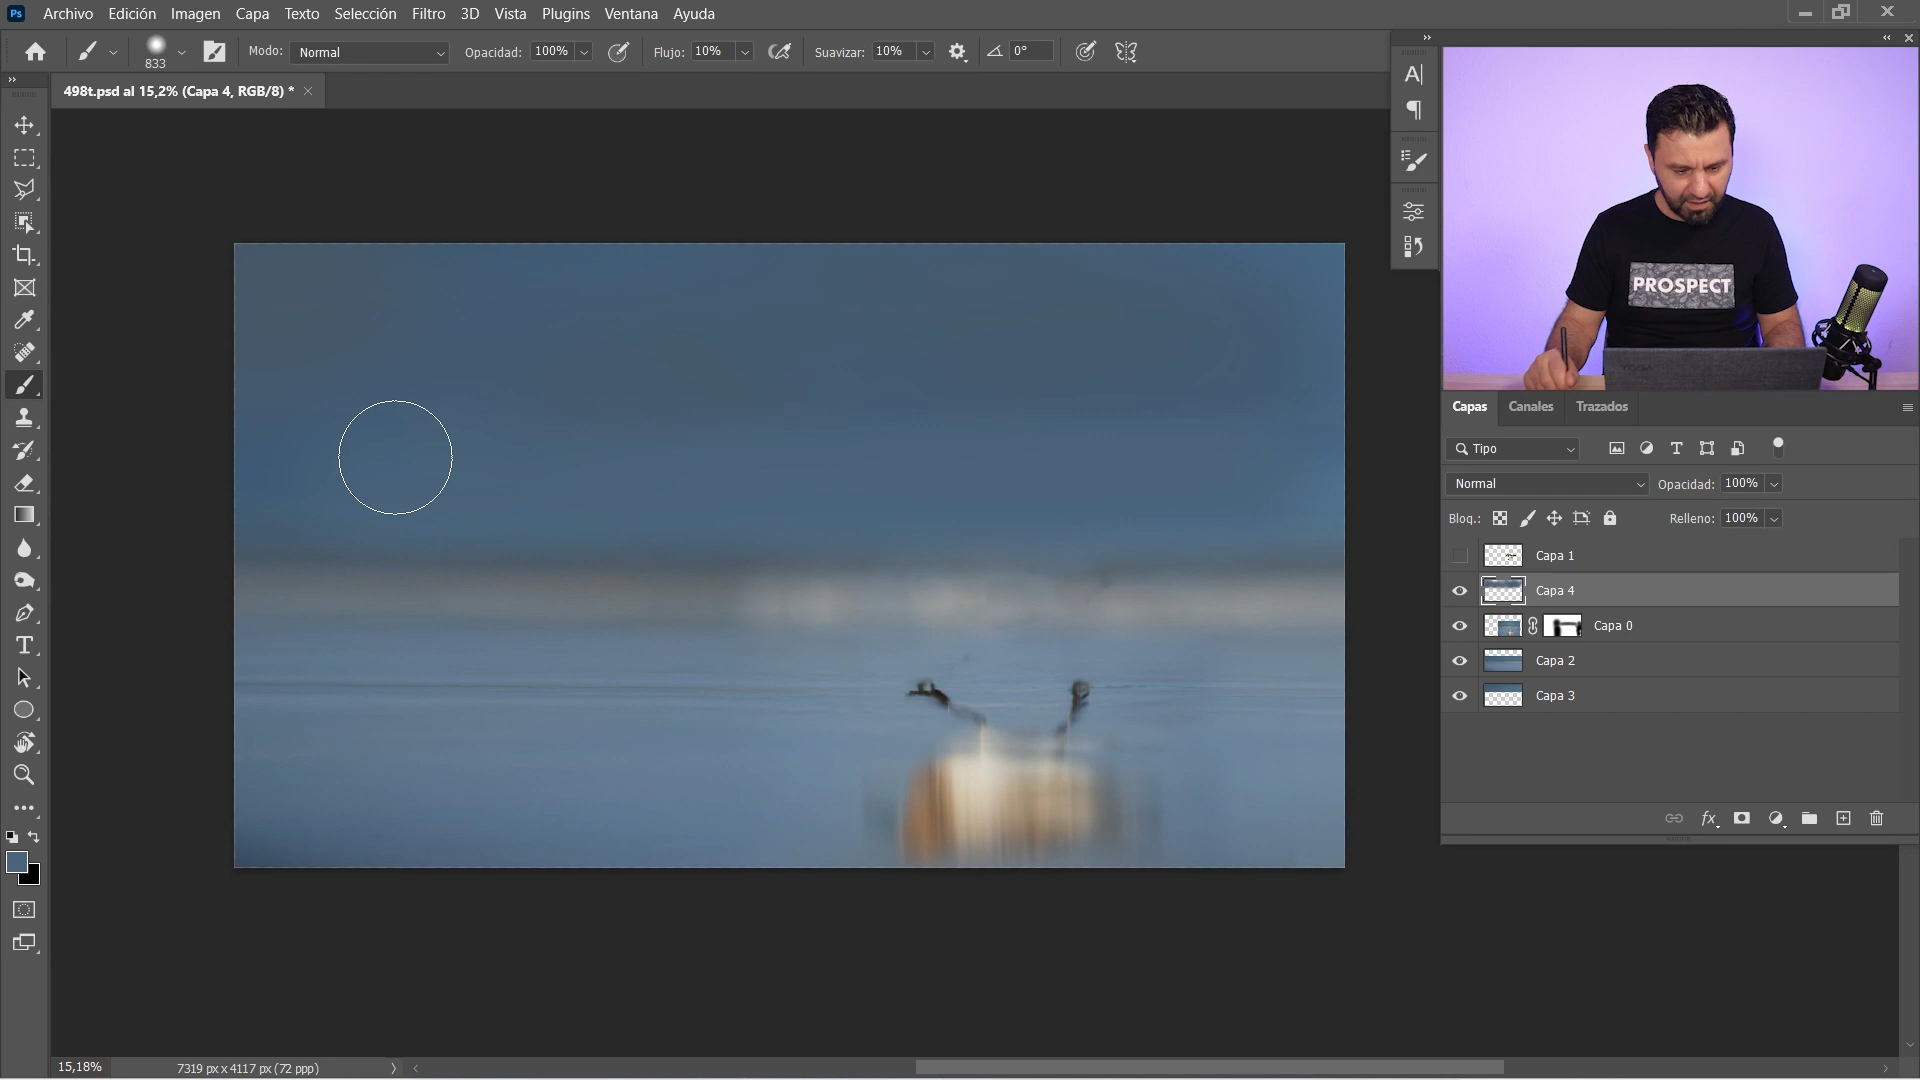 Ps Archivo Edición Imagen Capa Texto Selección Filtro 3D Vista Plugins Ventana Ayuda
833 Modo: Normal Opacidad: 100% Flujo: 10% Suavizar: 10% 0°
498t.psd al 15,2% (Capa 4, RGB/8) *
PROSPECT
YOGA
Capas Canales Trazados
Tipo
Normal Opacidad: 100%
Bloq.: Relleno: 100%
Capa 1
Capa 4
Capa 0
Capa 2
Capa 3
fx
15,18% 7319 px x 4117 px (72 ppp)